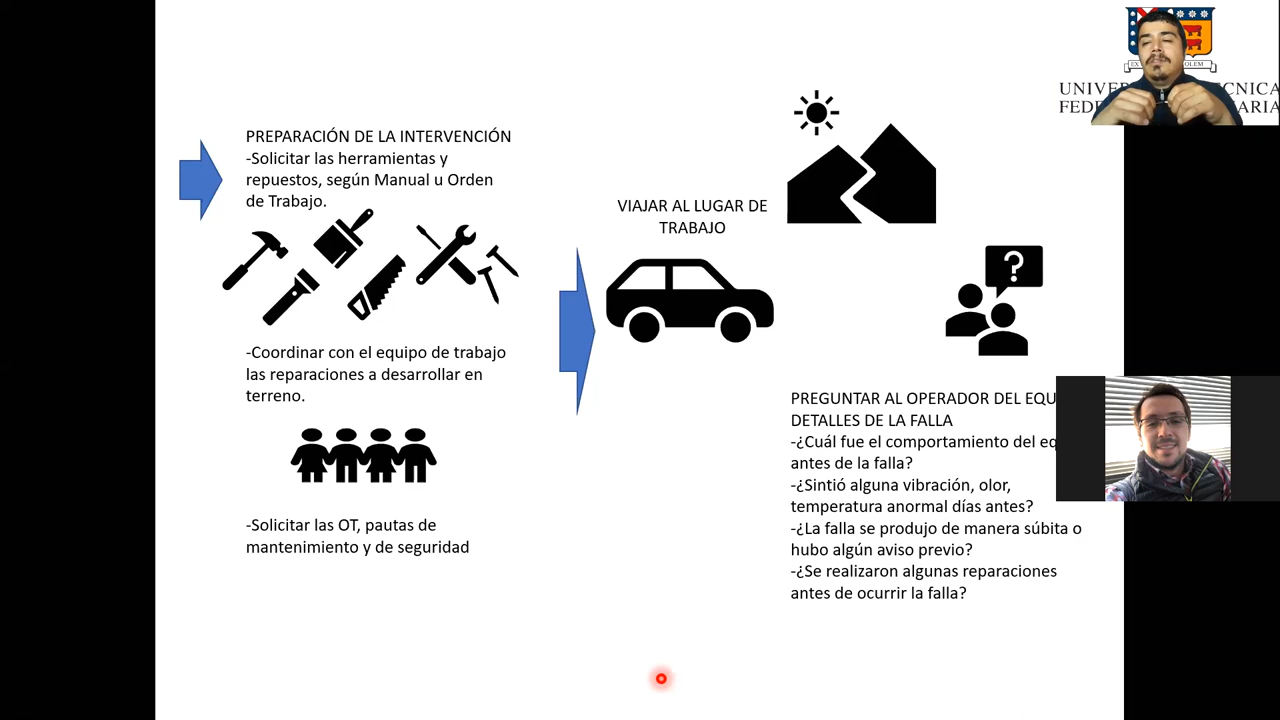 PREPARACIÓN DE LA INTERVENCIÓN
-Solicitar las herramientas y
repuestos, según Manual u Orden
de Trabajo.
-Coordinar con el equipo de trabajo
las reparaciones a desarrollar en
terreno.
-Solicitar las OT, pautas de
mantenimiento y de seguridad
VIAJAR AL LUGAR DE
TRABAJO
?
PREGUNTAR AL OPERADOR DEL EQU
DETALLES DE LA FALLA
-¿Cuál fue el comportamiento del eq
antes de la falla?
-¿Sintió alguna vibración, olor,
temperatura anormal días antes?
-¿La falla se produjo de manera súbita o
hubo algún aviso previo?
-¿Se realizaron algunas reparaciones
antes de ocurrir la falla?
EX OLEM
UNIVE CNICA
FEDE ARIA